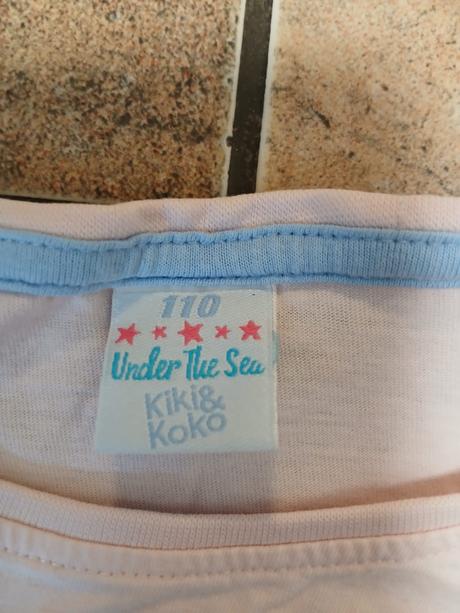 110
Under The Sea
Kiki&
Koko